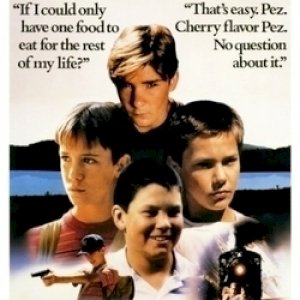 “If I could only
have one food to
eat for the rest
of my life?”
“That’s easy. Pez.
Cherry flavor Pez.
No question
about it.”